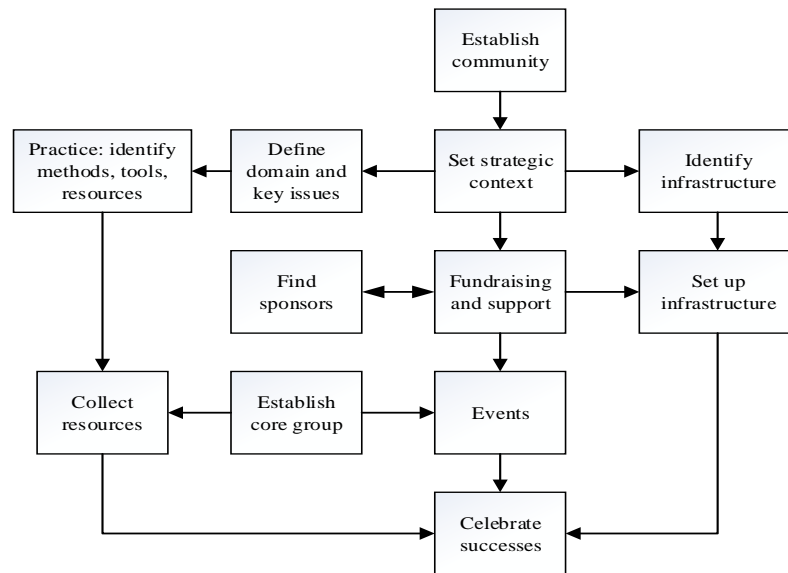 Establish
community
Practice: identify
methods, tools,
resources
Define
domain and
key issues
Set strategic
context
Identify
infrastructure
Find
sponsors
Fundraising
and support
Set up
infrastructure
Collect
resources
Establish
core group
Events
Celebrate
successes